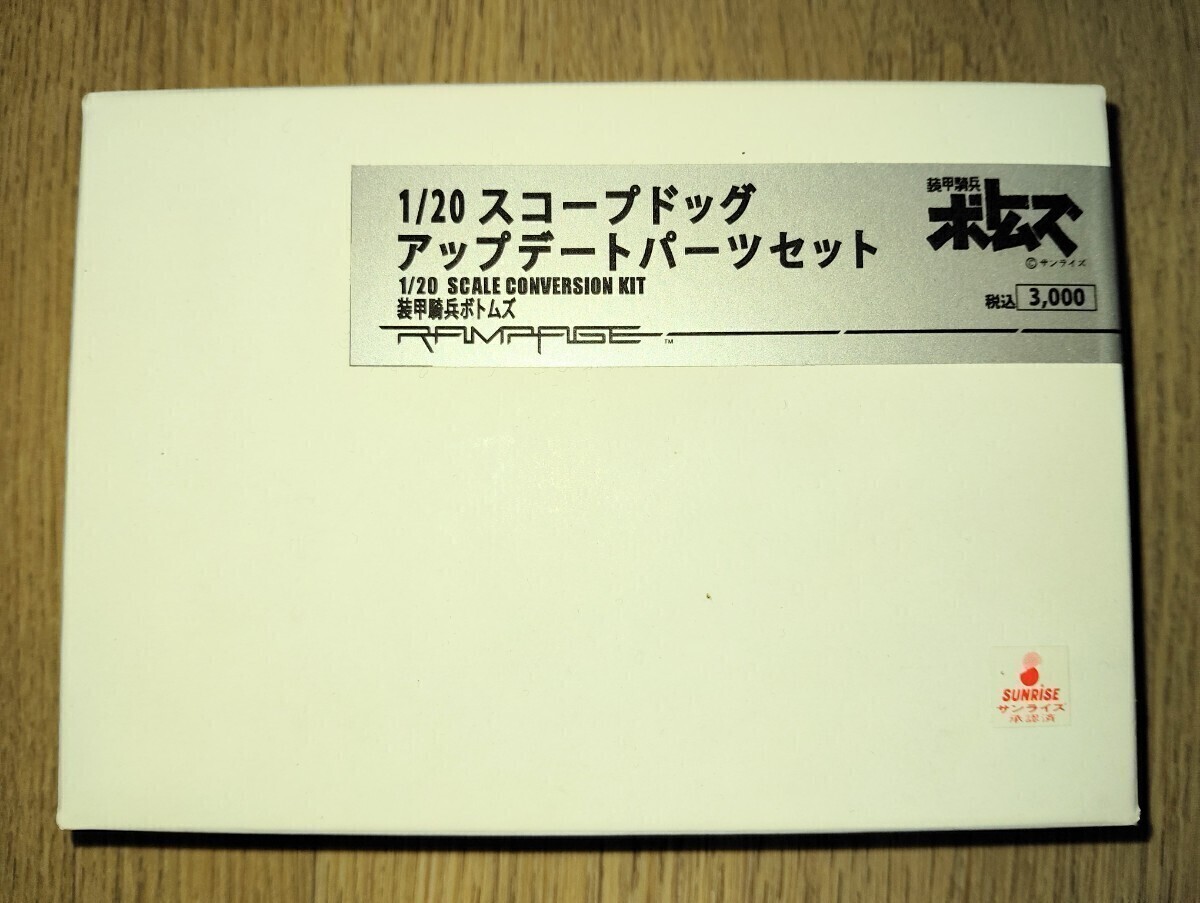 1/20 スコープドッグ
アップデートパーツセット
1/20 SCALE CONVERSION KIT
装甲騎兵ボトムズ
RAMPAGE™
装甲騎兵
ボトムズ
©サンライズ
税込 3,000
SUNRISE
サンライズ
承認済